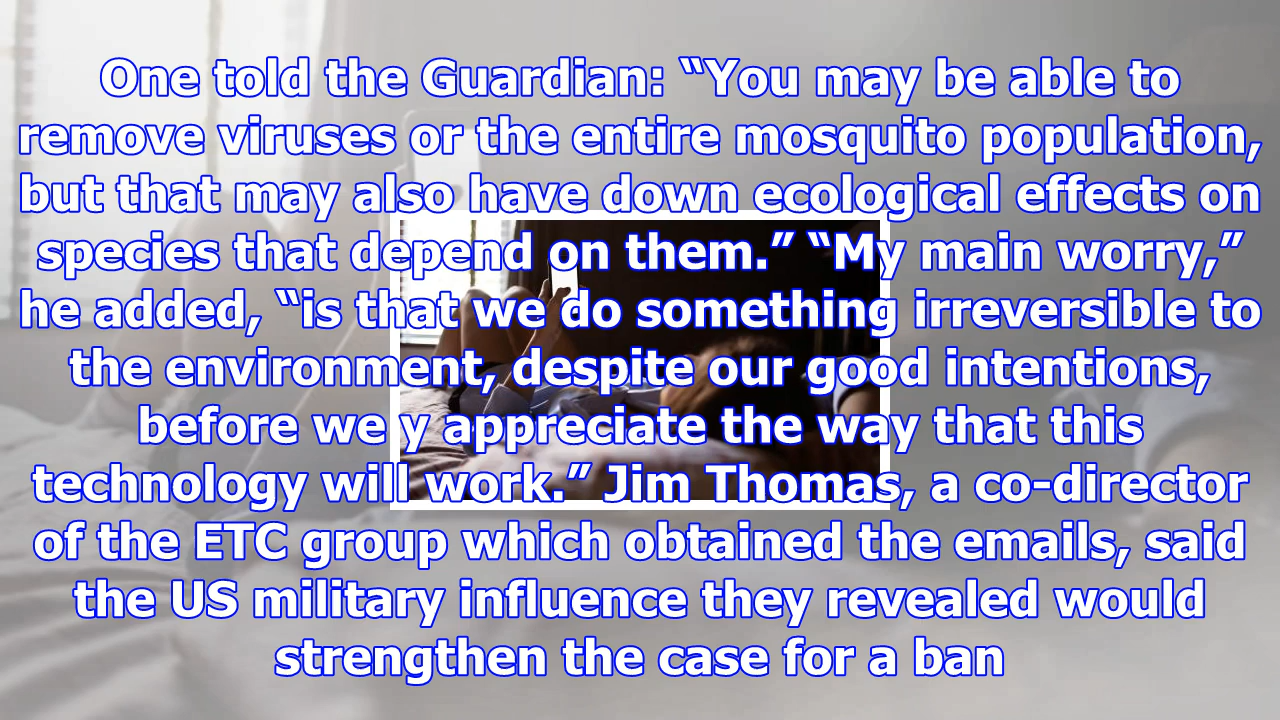 One told the Guardian: “You may be able to
remove viruses or the entire mosquito population,
but that may also have down ecological effects on
species that depend on them.” “My main worry,”
he added, “is that we do something irreversible to
the environment, despite our good intentions,
before we y appreciate the way that this
technology will work.” Jim Thomas, a co-director
of the ETC group which obtained the emails, said
the US military influence they revealed would
strengthen the case for a ban